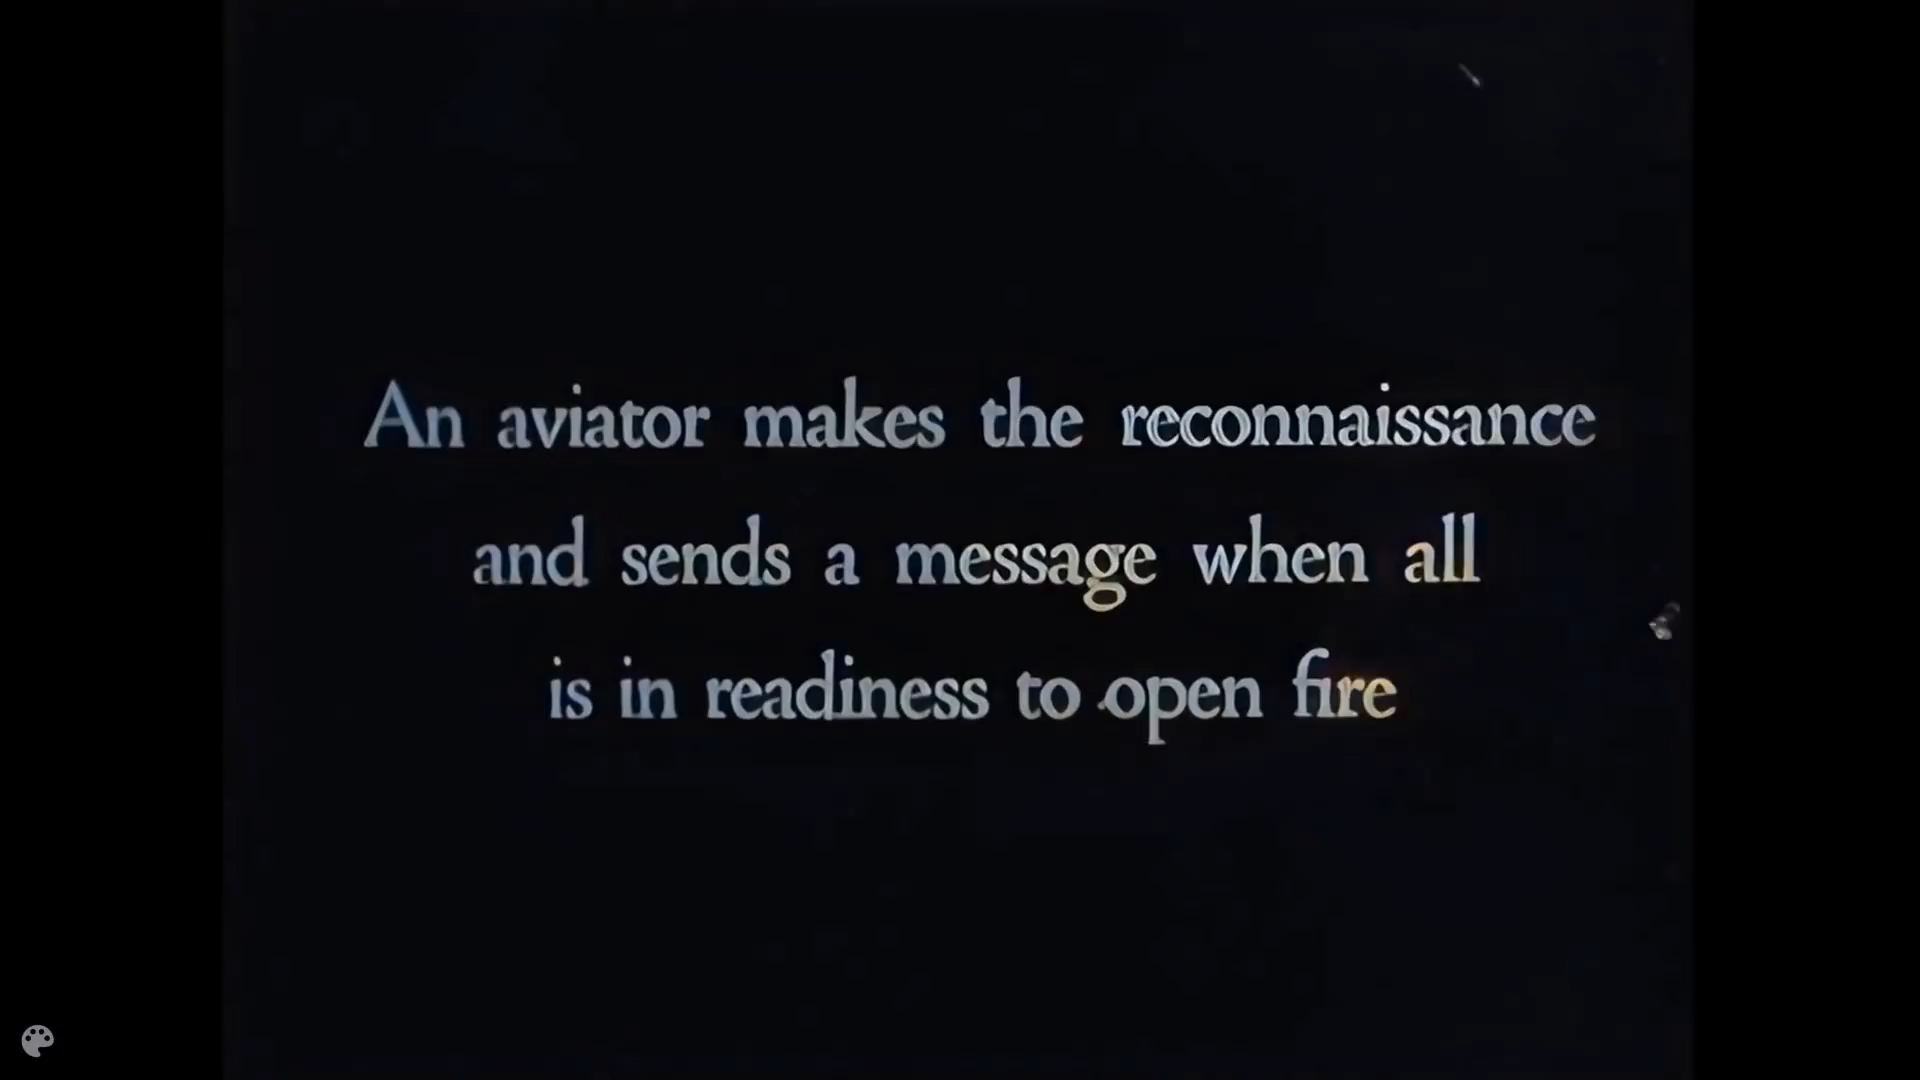 An aviator makes the reconnaissance
and sends a message when all
is in readiness to open fire